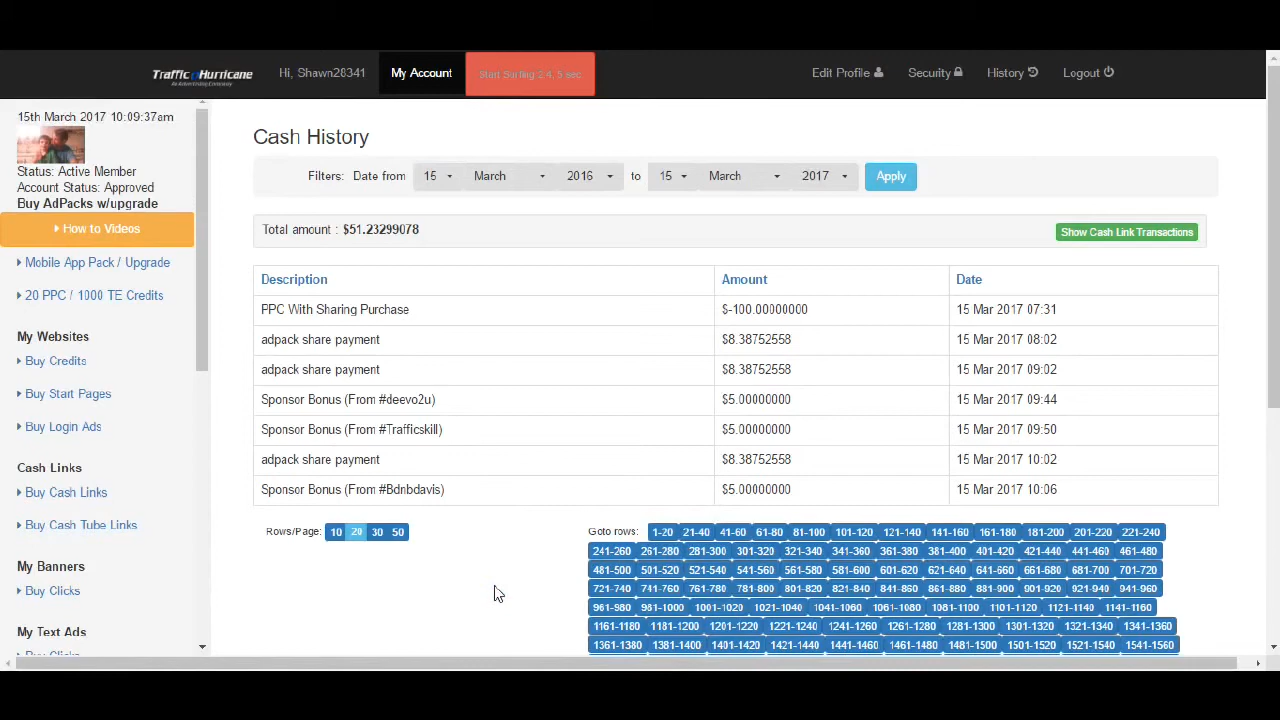 Traffic Hurricane
An Advertising Company
Hi, Shawn28341
My Account
Start Surfing 2,4, 5 sec
Edit Profile
Security
History
Logout
15th March 2017 10:09:37am
Status: Active Member
Account Status: Approved
Buy AdPacks w/upgrade
How to Videos
Mobile App Pack / Upgrade
20 PPC / 1000 TE Credits
My Websites
Buy Credits
Buy Start Pages
Buy Login Ads
Cash Links
Buy Cash Links
Buy Cash Tube Links
My Banners
Buy Clicks
My Text Ads
Buy Clicks
Cash History
Filters: Date from 15 March 2016 to 15 March 2017 Apply
Total amount : $51.23299078
Show Cash Link Transactions
Description Amount Date
PPC With Sharing Purchase $-100.00000000 15 Mar 2017 07:31
adpack share payment $8.38752558 15 Mar 2017 08:02
adpack share payment $8.38752558 15 Mar 2017 09:02
Sponsor Bonus (From #deevo2u) $5.00000000 15 Mar 2017 09:44
Sponsor Bonus (From #Trafficskill) $5.00000000 15 Mar 2017 09:50
adpack share payment $8.38752558 15 Mar 2017 10:02
Sponsor Bonus (From #Bdnbdavis) $5.00000000 15 Mar 2017 10:06
Rows/Page: 10 20 30 50
Goto rows: 1-20 21-40 41-60 61-80 81-100 101-120 121-140 141-160 161-180 181-200 201-220 221-240
241-260 261-280 281-300 301-320 321-340 341-360 361-380 381-400 401-420 421-440 441-460 461-480
481-500 501-520 521-540 541-560 561-580 581-600 601-620 621-640 641-660 661-680 681-700 701-720
721-740 741-760 761-780 781-800 801-820 821-840 841-860 861-880 881-900 901-920 921-940 941-960
961-980 981-1000 1001-1020 1021-1040 1041-1060 1061-1080 1081-1100 1101-1120 1121-1140 1141-1160
1161-1180 1181-1200 1201-1220 1221-1240 1241-1260 1261-1280 1281-1300 1301-1320 1321-1340 1341-1360
1361-1380 1381-1400 1401-1420 1421-1440 1441-1460 1461-1480 1481-1500 1501-1520 1521-1540 1541-1560